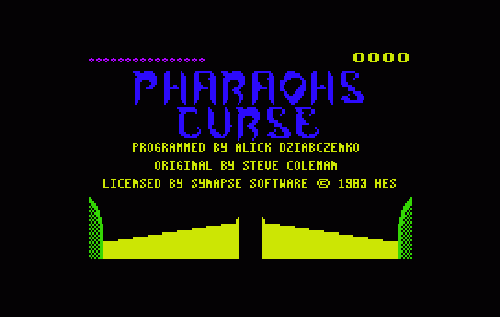 0000
PHARAOHS
CURSE
PROGRAMMED BY ALICK DZIABCZENKO
ORIGINAL BY STEVE COLEMAN
LICENSED BY SYNAPSE SOFTWARE © 1983 HES